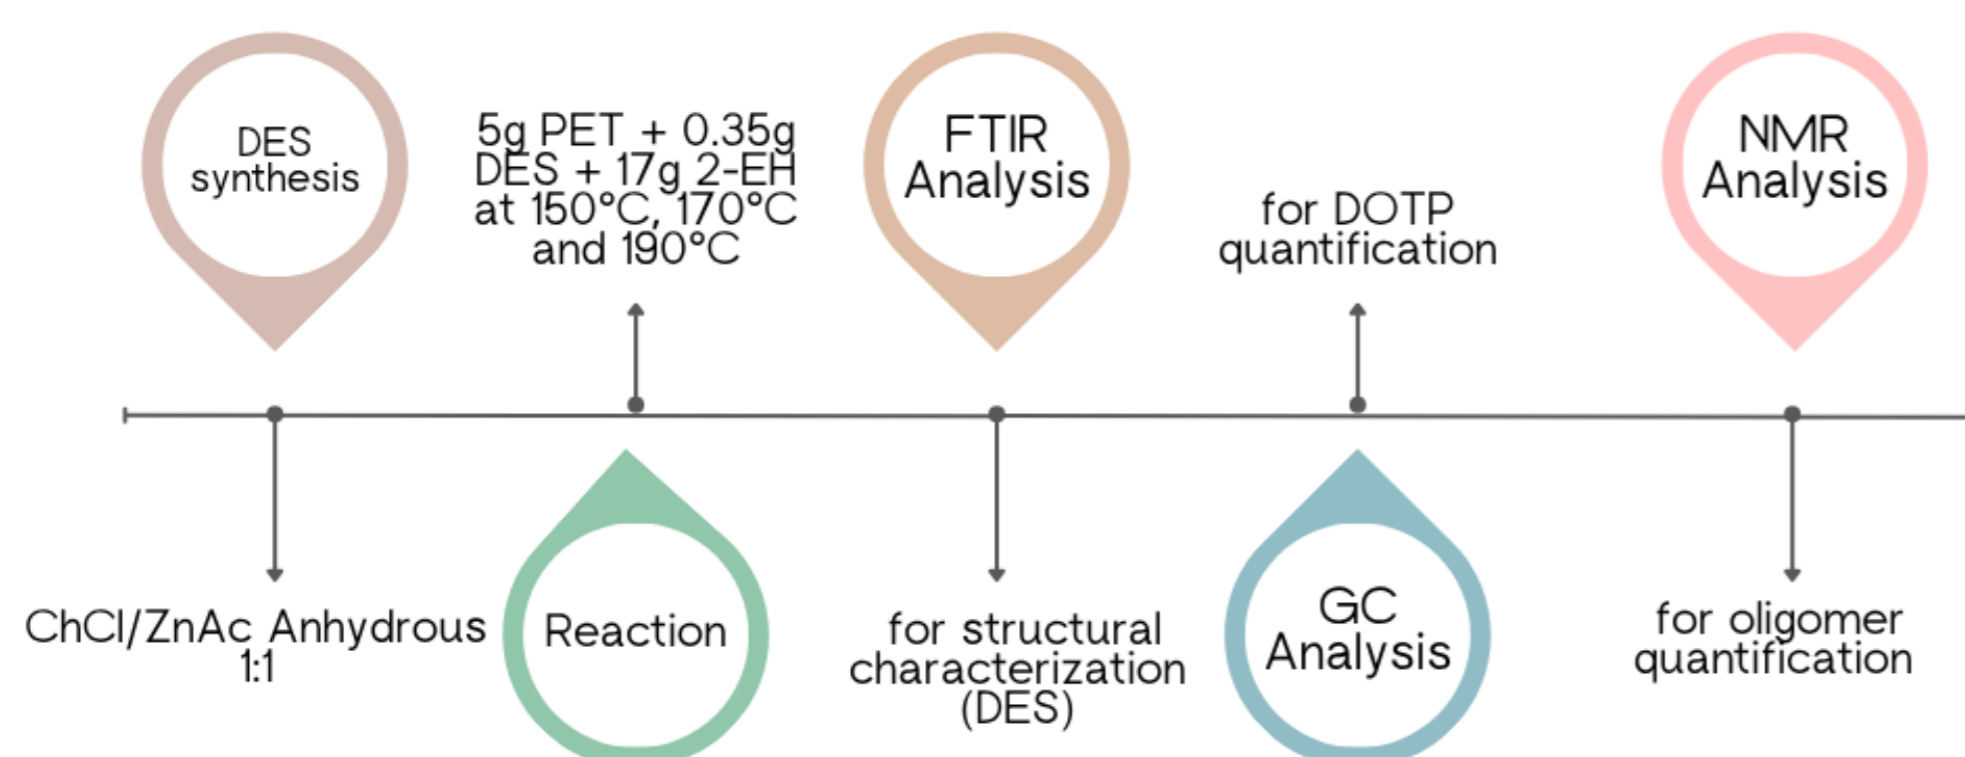 DES
synthesis
ChCl/ZnAc Anhydrous
1:1
5g PET + 0.35g
DES + 17g 2-EH
at 150°C, 170°C
and 190°C
Reaction
FTIR
Analysis
for structural
characterization
(DES)
for DOTP
quantification
GC
Analysis
NMR
Analysis
for oligomer
quantification